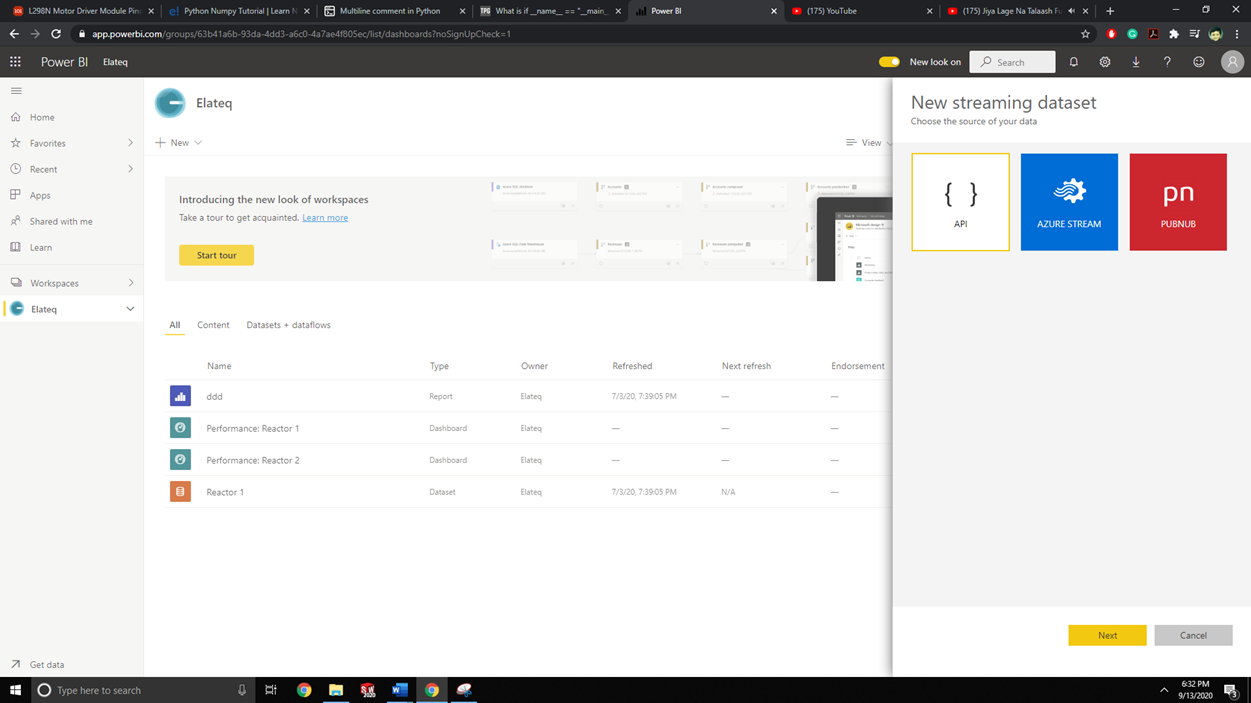 L298N Motor Driver Module Pino
Python Numpy Tutorial | Learn N
Multiline comment in Python
TPG What is if __name__ == "__main_
Power BI
(175) YouTube
(175) Jiya Lage Na Talaash Fu
app.powerbi.com/groups/63b41a6b-93da-4dd3-a6c0-4a7ae4f805ec/list/dashboards?noSignUpCheck=1
Power BI Elateq New look on Search
Home
Favorites
Recent
Apps
Shared with me
Learn
Workspaces
Elateq
Get data
Elateq
New View
Introducing the new look of workspaces
Take a tour to get acquainted. Learn more
Start tour
All Content Datasets + dataflows
Name Type Owner Refreshed Next refresh Endorsement
ddd Report Elateq 7/3/20, 7:39:05 PM — —
Performance: Reactor 1 Dashboard Elateq — — —
Performance: Reactor 2 Dashboard Elateq — — —
Reactor 1 Dataset Elateq 7/3/20, 7:39:05 PM N/A —
New streaming dataset
Choose the source of your data
{ } pn
API AZURE STREAM PUBNUB
Next Cancel
Type here to search
6:32 PM
9/13/2020
3